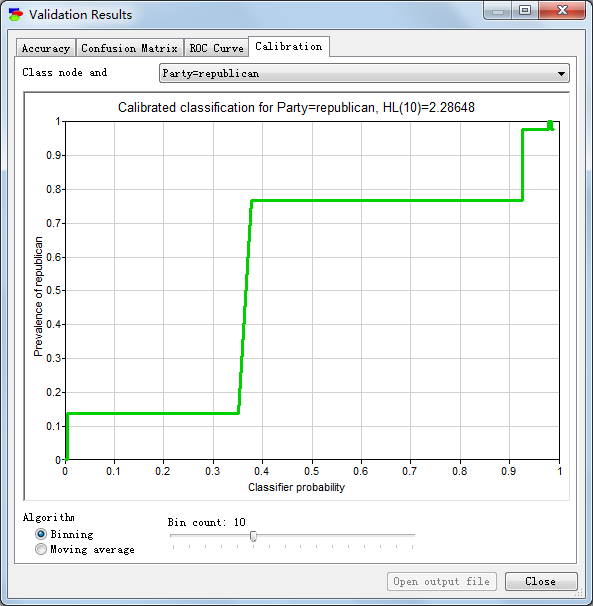 Validation Results
Accuracy Confusion Matrix ROC Curve Calibration
Class node and Party=republican
Calibrated classification for Party=republican, HL(10)=2.28648
1
0.9
0.8
0.7
0.6
0.5
0.4
0.3
0.2
0.1
0
Prevalence of republican
0 0.1 0.2 0.3 0.4 0.5 0.6 0.7 0.8 0.9 1
Classifier probability
Algorithm
Binning
Moving average
Bin count: 10
Open output file Close